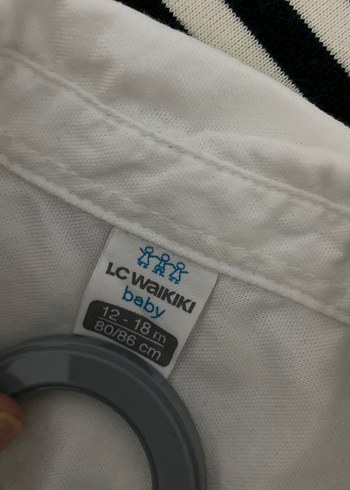 LC WAIKIKI
baby
12 - 18 m
80/86 cm